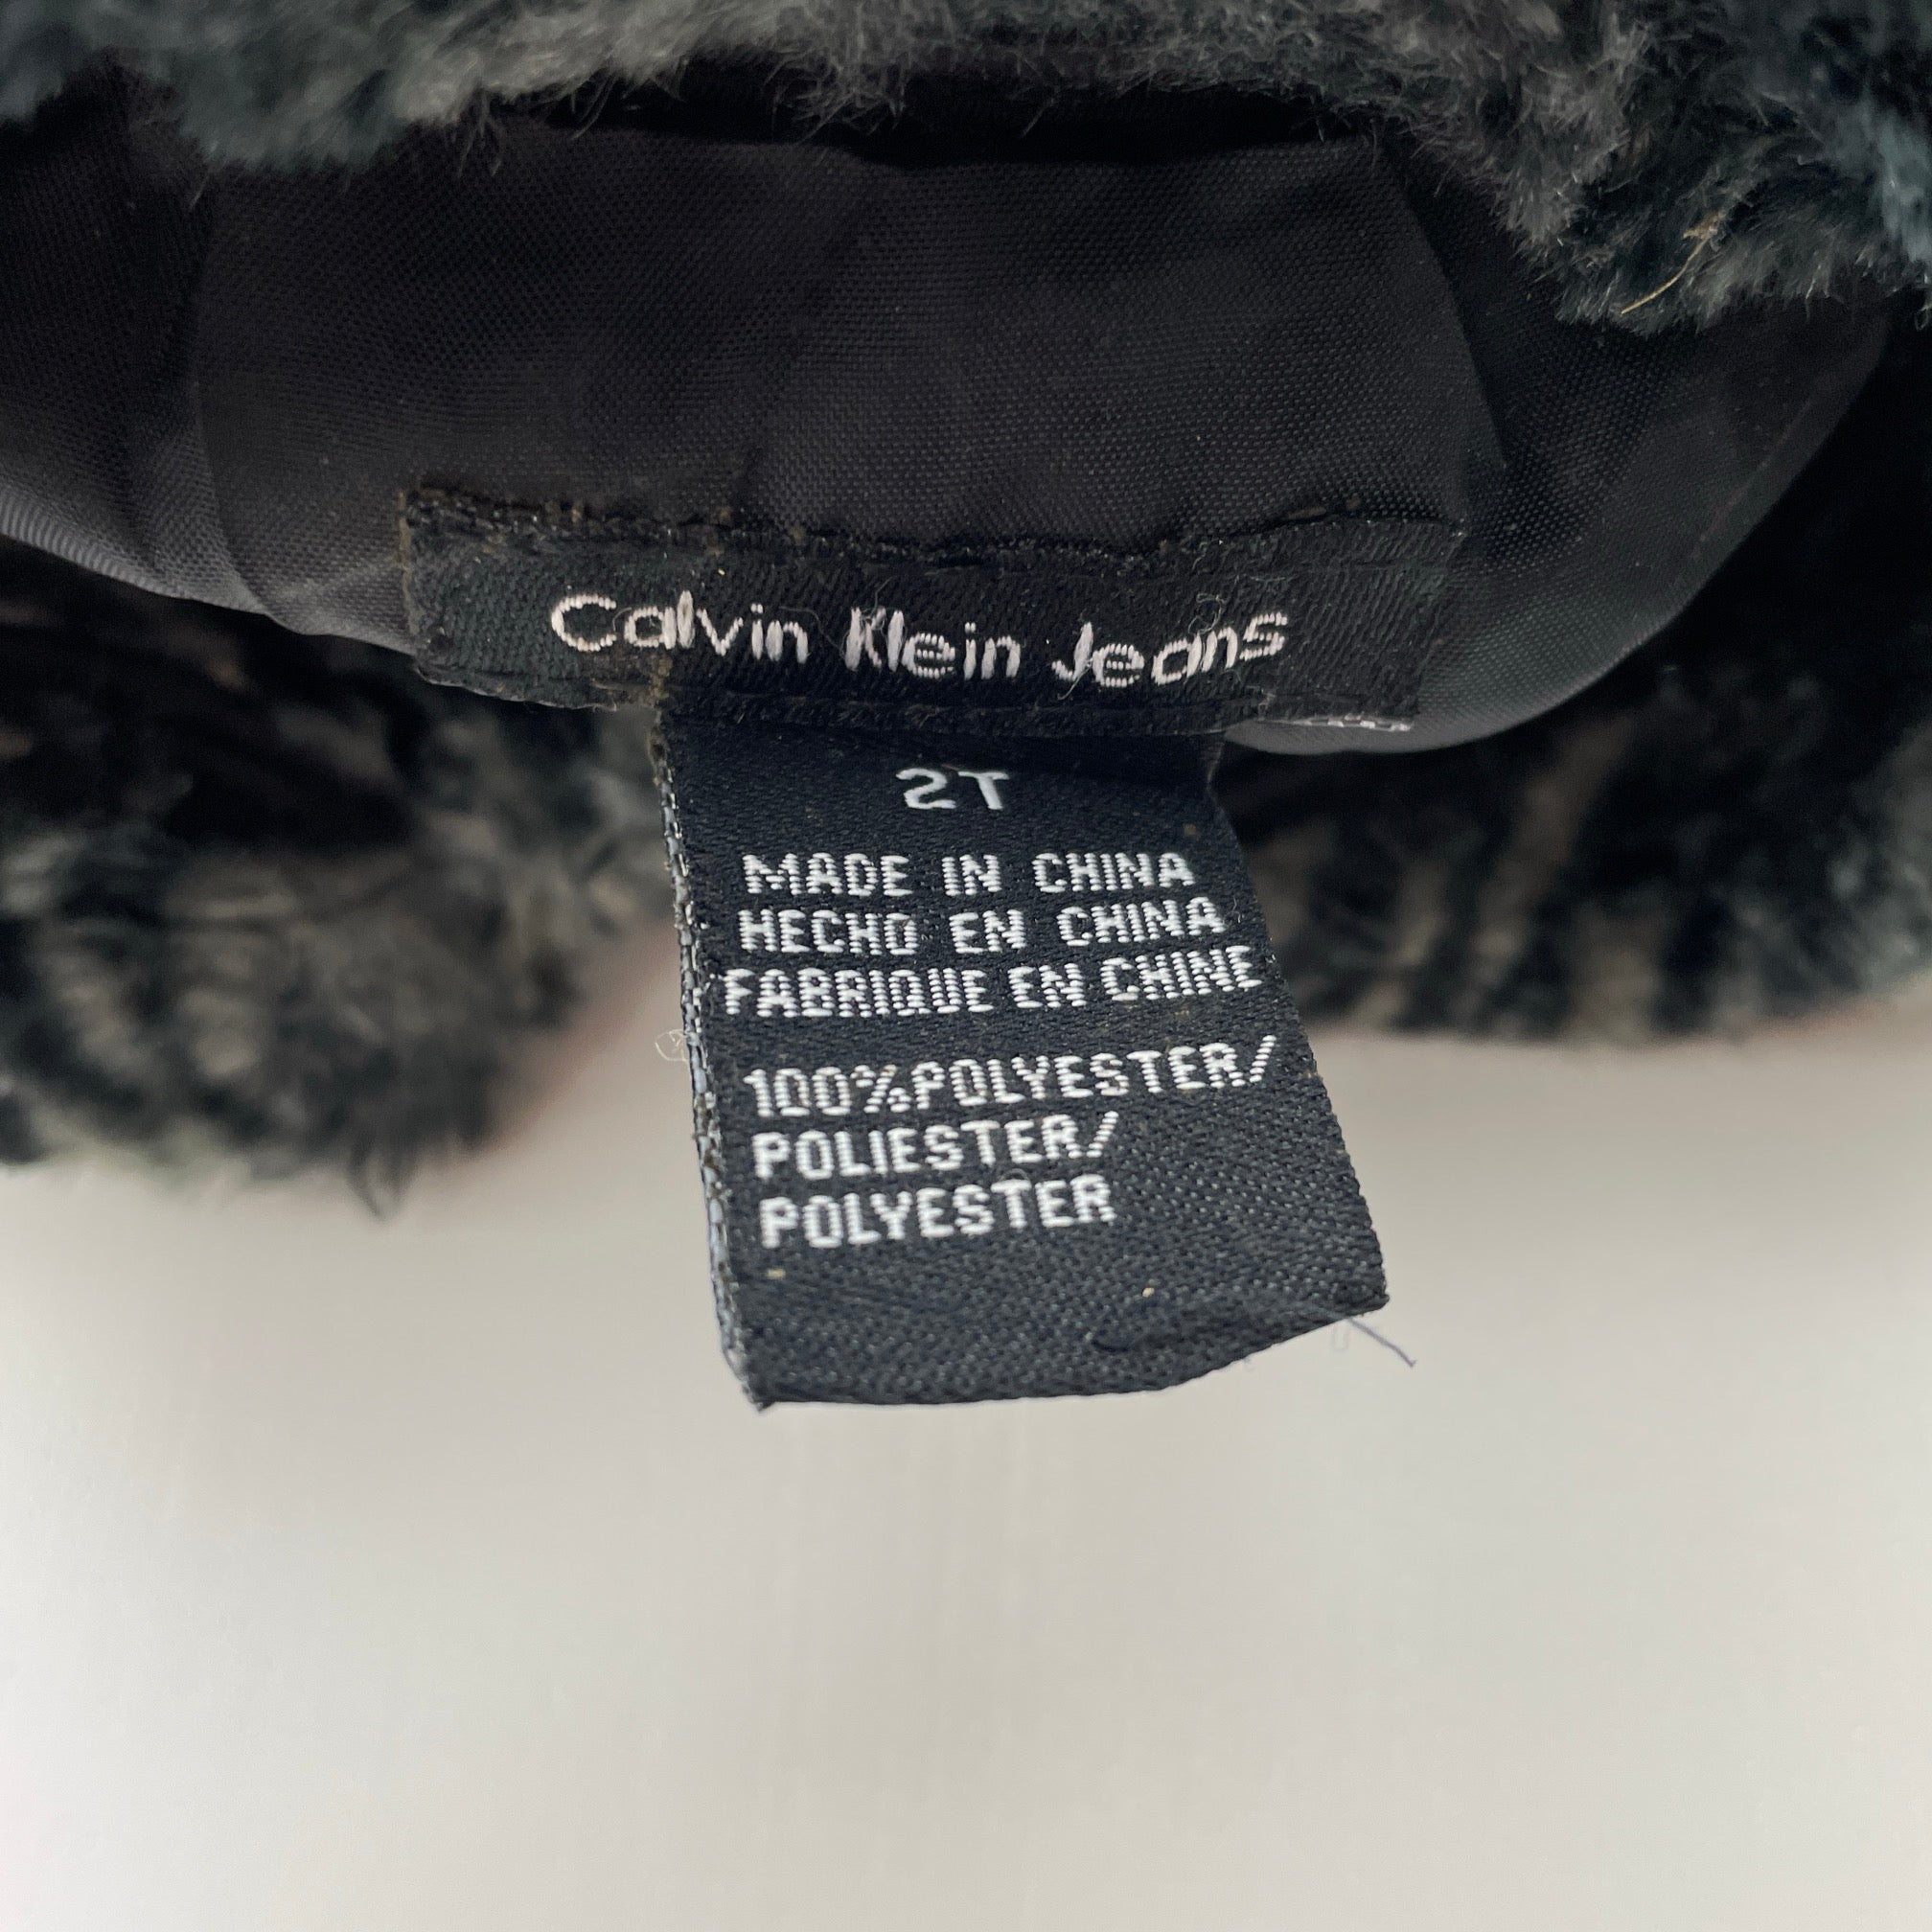 Calvin Klein Jeans
2T
MADE IN CHINA
HECHO EN CHINA
FABRIQUE EN CHINE
100%POLYESTER/
POLIESTER/
POLYESTER